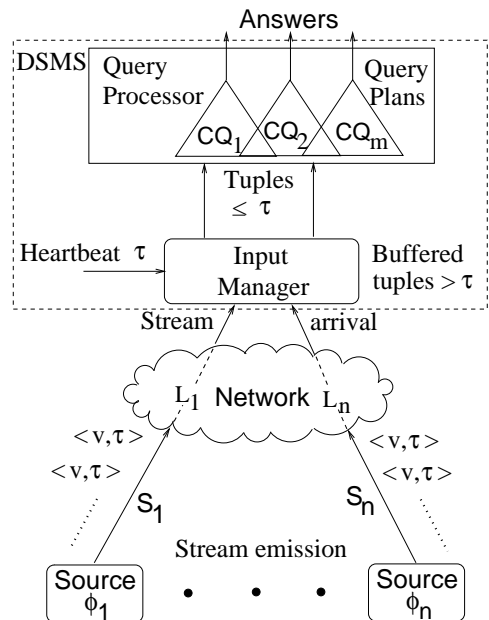 Answers
DSMS
Query Processor
Query Plans
CQ1
CQ2
CQm
Tuples
≤ τ
Heartbeat τ
Input Manager
Buffered tuples > τ
Stream
arrival
L1
Network
Ln
<v,τ>
<v,τ>
<v,τ>
<v,τ>
S1
Sn
Stream emission
Source
ϕ1
Source
ϕn